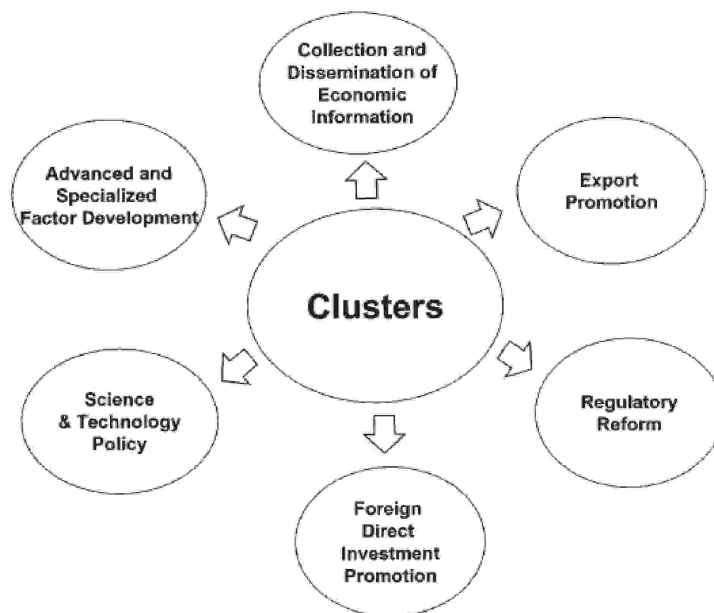 Collection and
Dissemination of
Economic
Information
Advanced and
Specialized
Factor Development
Export
Promotion
Clusters
Science
& Technology
Policy
Regulatory
Reform
Foreign
Direct
Investment
Promotion